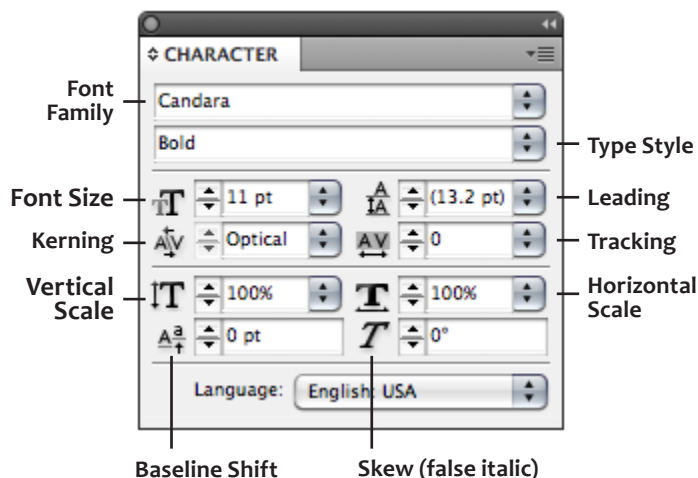 CHARACTER
Font Family
Candara
Bold
Type Style
Font Size
11 pt
(13.2 pt)
Leading
Kerning
Optical
0
Tracking
Vertical Scale
100%
100%
Horizontal Scale
0 pt
0°
Language: English: USA
Baseline Shift
Skew (false italic)